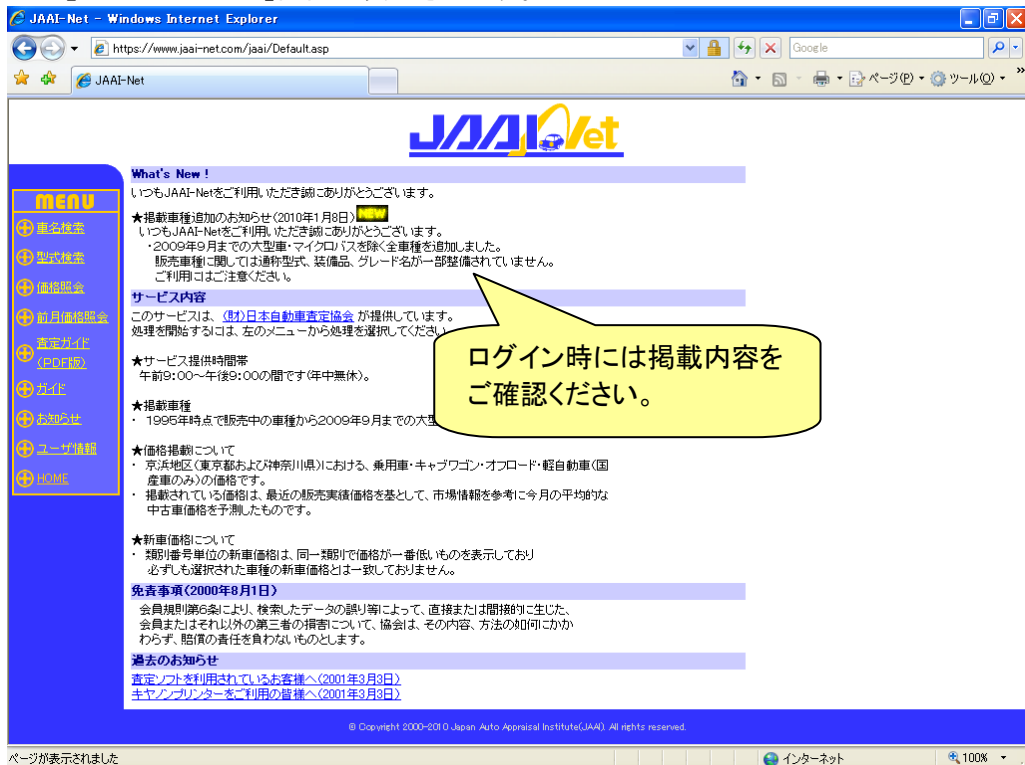 JAAI-Net - Windows Internet Explorer
https://www.jaai-net.com/jaai/Default.asp
Google
JAAI-Net
ページ(P)
ツール(O)
JAAI Net
What's New !
いつもJAAI-Netをご利用いただき誠にありがとうございます。
★掲載車種追加のお知らせ(2010年1月8日) NEW
いつもJAAI-Netをご利用いただき誠にありがとうございます。
・2009年9月までの大型車・マイクロバスを除く全車種を追加しました。
販売車種に関しては通称型式、装備品、グレード名が一部整備されていません。
ご利用にはご注意ください。
MENU
車名検索
型式検索
価格照会
前月価格照会
査定ガイド
(PDF版)
ガイド
お知らせ
ユーザ情報
HOME
サービス内容
このサービスは、(財)日本自動車査定協会 が提供しています。
処理を開始するには、左のメニューから処理を選択してください
ログイン時には掲載内容を
ご確認ください。
★サービス提供時間帯
午前9:00~午後9:00の間です(年中無休)。
★掲載車種
・ 1995年時点で販売中の車種から2009年9月までの大型
★価格掲載について
・ 京浜地区(東京都および神奈川県)における、乗用車・キャブワゴン・オフロード・軽自動車(国
産車のみ)の価格です。
・ 掲載されている価格は、最近の販売実績価格を基として、市場情報を参考に今月の平均的な
中古車価格を予測したものです。
★新車価格について
・ 類別番号単位の新車価格は、同一類別で価格が一番低いものを表示しており
必ずしも選択された車種の新車価格とは一致しておりません。
免責事項(2000年8月1日)
会員規則第6条により、検索したデータの誤り等によって、直接または間接的に生じた、
会員またはそれ以外の第三者の損害について、協会は、その内容、方法の如何にかか
わらず、賠償の責任を負わないものとします。
過去のお知らせ
査定ソフトを利用されているお客様へ(2001年3月3日)
キヤノンプリンターをご利用の皆様へ(2001年3月3日)
© Copyright 2000-2010 Japan Auto Appraisal Institute(JAAI). All rights reserved.
ページが表示されました
インターネット
100%